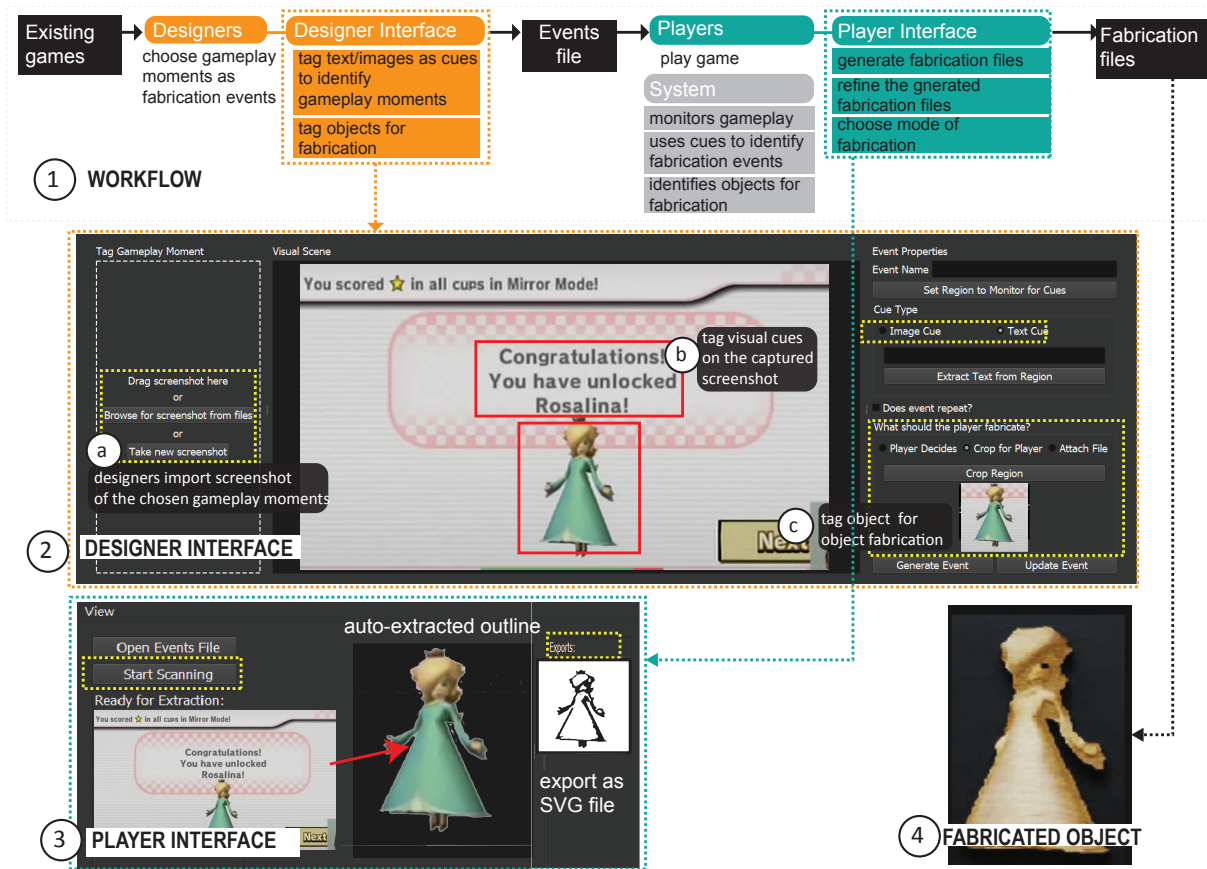 Existing
games
Designers
choose gameplay
moments as
fabrication events
Designer Interface
tag text/images as cues
to identify
gameplay moments
tag objects for
fabrication
Events
file
Players
play game
System
monitors gameplay
uses cues to identify
fabrication events
identifies objects for
fabrication
Player Interface
generate fabrication files
refine the gnerated
fabrication files
choose mode of
fabrication
Fabrication
files
1 WORKFLOW
Tag Gameplay Moment
Drag screenshot here
or
Browse for screenshot from files
or
Take new screenshot
a
designers import screenshot
of the chosen gameplay moments
Visual Scene
You scored in all cups in Mirror Mode!
Congratulations!
You have unlocked
Rosalina!
b
tag visual cues
on the captured
screenshot
Next
c
tag object for
object fabrication
Event Properties
Event Name
Set Region to Monitor for Cues
Cue Type
Image Cue
Text Cue
Extract Text from Region
Does event repeat?
What should the player fabricate?
Player Decides
Crop for Player
Attach File
Crop Region
Generate Event
Update Event
2 DESIGNER INTERFACE
View
Open Events File
Start Scanning
Ready for Extraction:
You scored in all cups in Mirror Mode!
Congratulations!
You have unlocked
Rosalina!
Next
auto-extracted outline
Exports:
export as
SVG file
3 PLAYER INTERFACE
4 FABRICATED OBJECT